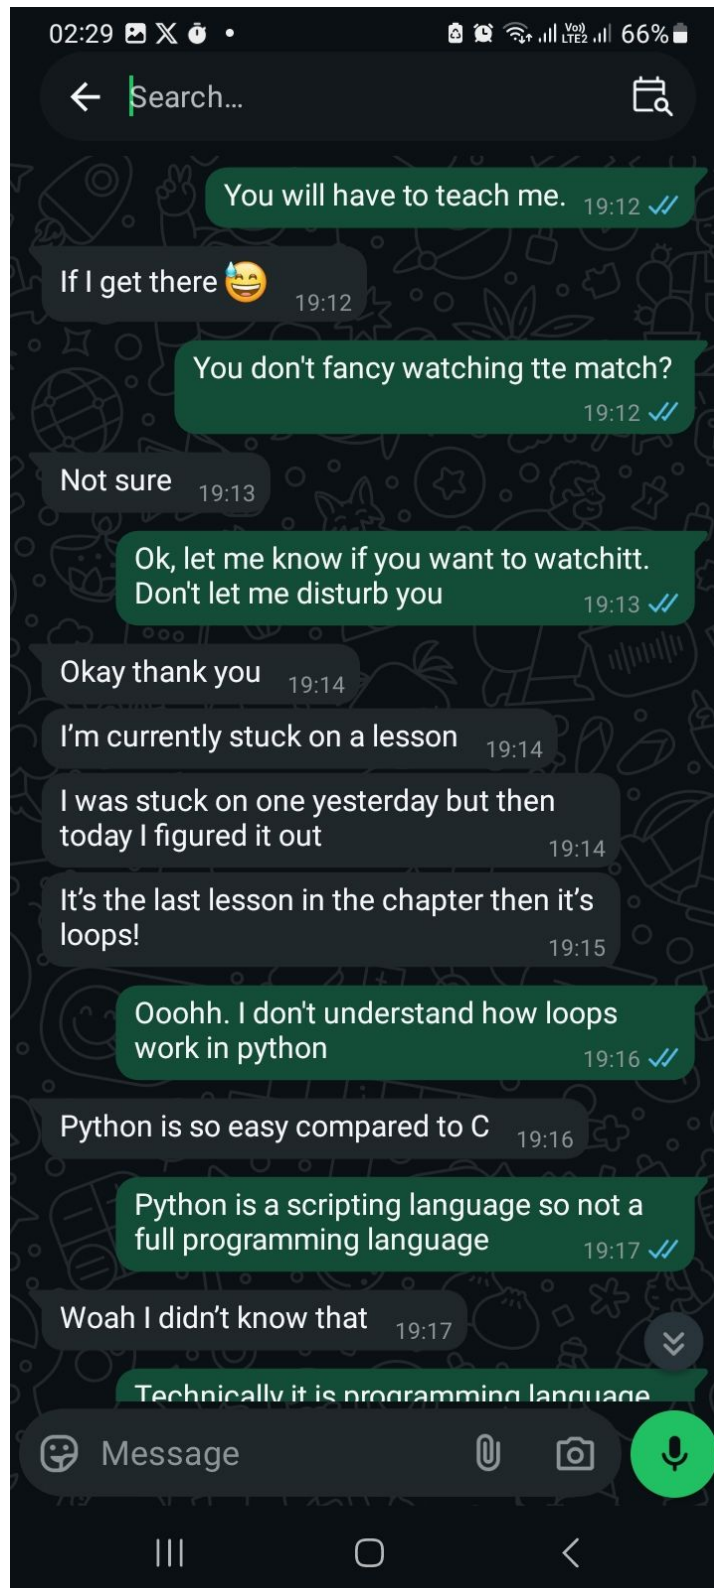 02:29
Vo)) LTE2 66%
Search...
You will have to teach me. 19:12
If I get there 😅 19:12
You don't fancy watching tte match?
19:12
Not sure 19:13
Ok, let me know if you want to watchitt.
Don't let me disturb you 19:13
Okay thank you 19:14
I'm currently stuck on a lesson 19:14
I was stuck on one yesterday but then
today I figured it out 19:14
It's the last lesson in the chapter then it's
loops! 19:15
Ooohh. I don't understand how loops
work in python 19:16
Python is so easy compared to C 19:16
Python is a scripting language so not a
full programming language 19:17
Woah I didn't know that 19:17
Technically it is programming language
Message